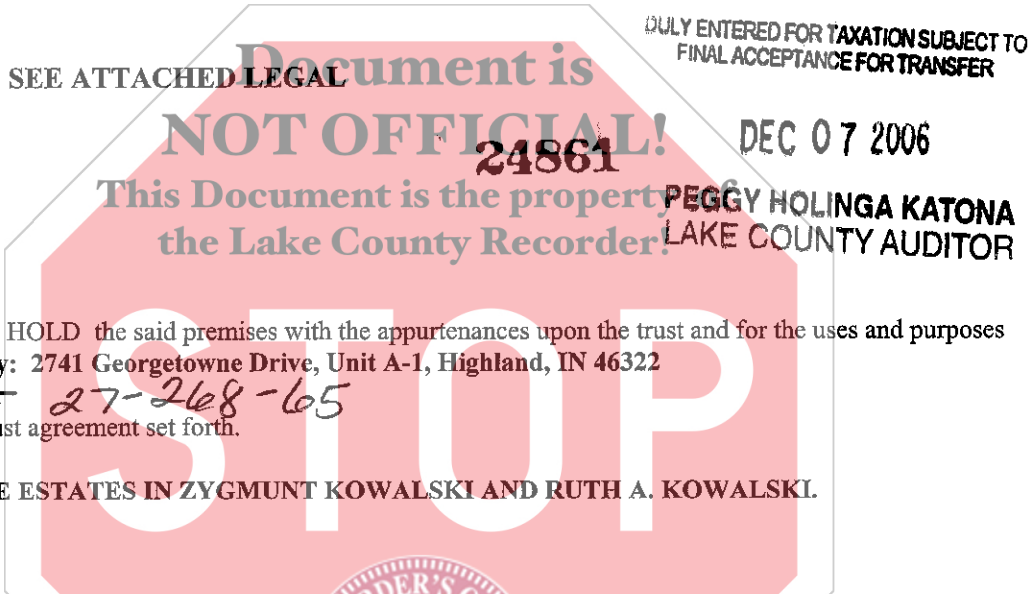 DULY ENTERED FOR TAXATION SUBJECT TO
FINAL ACCEPTANCE FOR TRANSFER
SEE ATTACHED LEGAL
Document is
NOT OFFICIAL!
24861
DEC 07 2006
This Document is the property of
the Lake County Recorder!
PEGGY HOLINGA KATONA
LAKE COUNTY AUDITOR
HOLD the said premises with the appurtenances upon the trust and for the uses and purposes
y: 2741 Georgetowne Drive, Unit A-1, Highland, IN 46322
27-268-65
ust agreement set forth.
STOP
E ESTATES IN ZYGMUNT KOWALSKI AND RUTH A. KOWALSKI.
DER'S